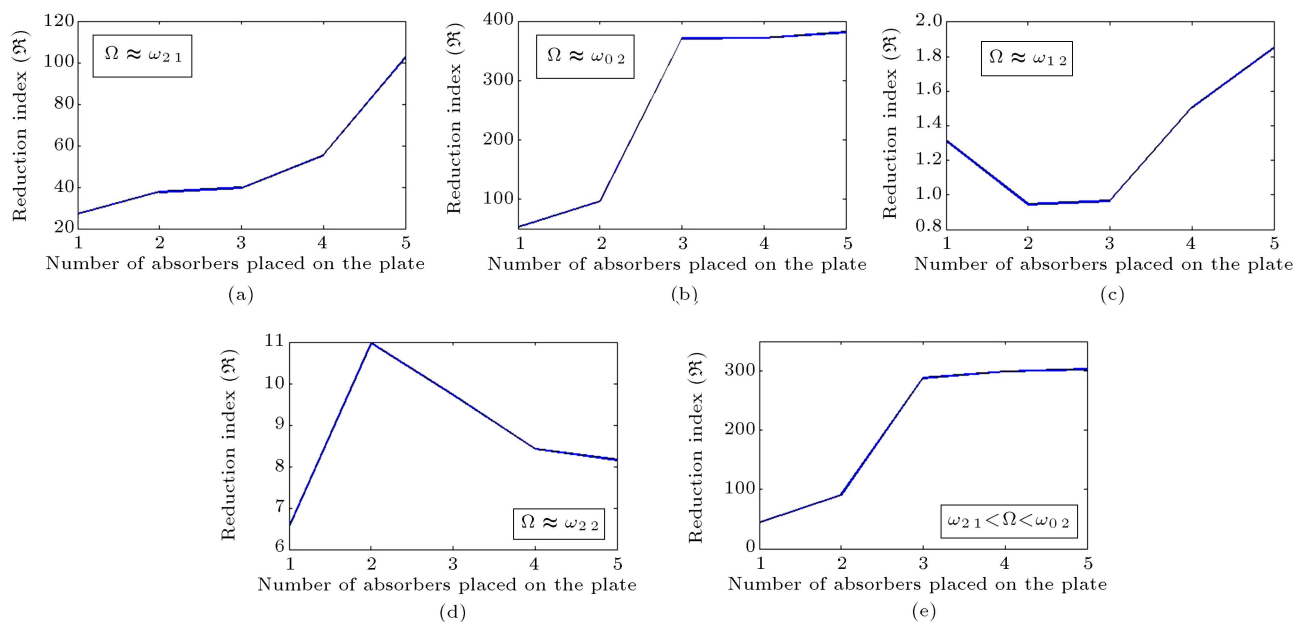 Reduction index (ℜ)
120
100
80
60
40
20
Ω ≈ ω₂ ₁
1 2 3 4 5
Number of absorbers placed on the plate
(a)
Reduction index (ℜ)
400
300
200
100
Ω ≈ ω₀ ₂
1 2 3 4 5
Number of absorbers placed on the plate
(b)
Reduction index (ℜ)
2.0
1.8
1.6
1.4
1.2
1.0
0.8
Ω ≈ ω₁ ₂
1 2 3 4 5
Number of absorbers placed on the plate
(c)
Reduction index (ℜ)
11
10
9
8
7
6
Ω ≈ ω₂ ₂
1 2 3 4 5
Number of absorbers placed on the plate
(d)
Reduction index (ℜ)
300
200
100
0
ω₂ ₁<Ω<ω₀ ₂
1 2 3 4 5
Number of absorbers placed on the plate
(e)